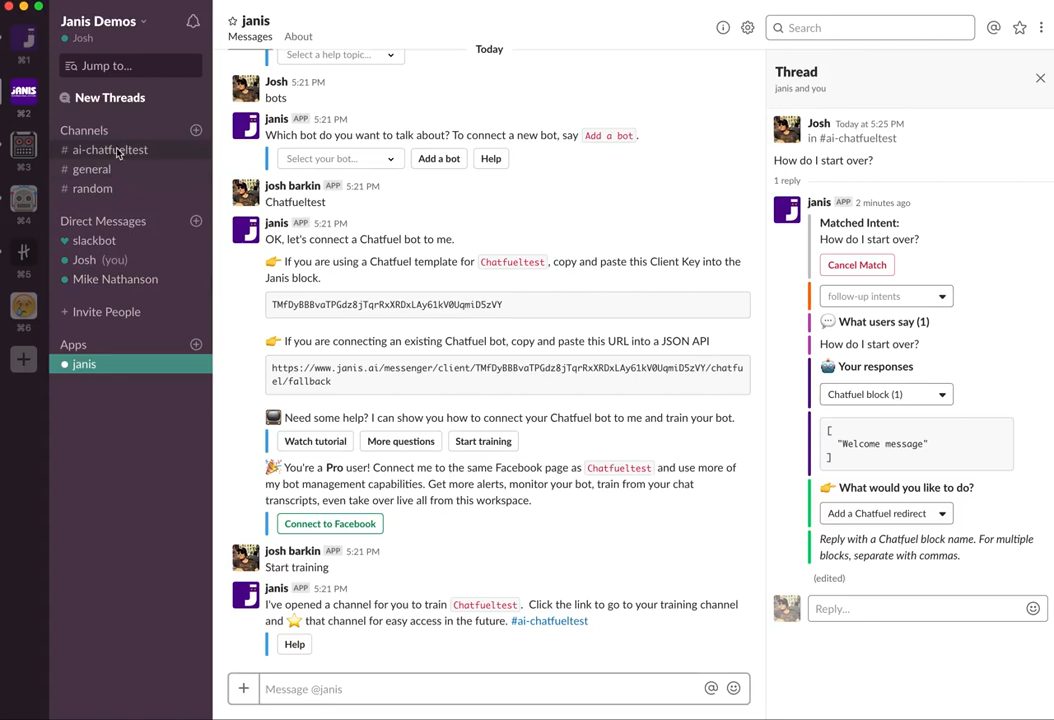 ⌘1
JANIS
⌘2
⌘3
⌘4
⌘5
⌘6
Janis Demos
Josh
Jump to...
New Threads
Channels
# ai-chatfueltest
# general
# random
Direct Messages
slackbot
Josh (you)
Mike Nathanson
+ Invite People
Apps
janis
janis
Messages About
Search
Today
Select a help topic...
Josh 5:21 PM
bots
janis APP 5:21 PM
Which bot do you want to talk about? To connect a new bot, say Add a bot .
Select your bot... Add a bot Help
josh barkin APP 5:21 PM
Chatfueltest
janis APP 5:21 PM
OK, let's connect a Chatfuel bot to me.
👉 If you are using a Chatfuel template for Chatfueltest , copy and paste this Client Key into the
Janis block.
TMfDyBBBvaTPGdz8jTqrRxXRDxLAy61kV0UqmiD5zVY
👉 If you are connecting an existing Chatfuel bot, copy and paste this URL into a JSON API
https://www.janis.ai/messenger/client/TMfDyBBBvaTPGdz8jTqrRxXRDxLAy61kV0UqmiD5zVY/chatfu
el/fallback
Need some help? I can show you how to connect your Chatfuel bot to me and train your bot.
Watch tutorial More questions Start training
🎉 You're a Pro user! Connect me to the same Facebook page as Chatfueltest and use more of
my bot management capabilities. Get more alerts, monitor your bot, train from your chat
transcripts, even take over live all from this workspace.
Connect to Facebook
josh barkin APP 5:21 PM
Start training
janis APP 5:21 PM
I've opened a channel for you to train Chatfueltest . Click the link to go to your training channel
and ⭐ that channel for easy access in the future. #ai-chatfueltest
Help
+ Message @janis
Thread
janis and you
Josh Today at 5:25 PM
in #ai-chatfueltest
How do I start over?
1 reply
janis APP 2 minutes ago
Matched Intent:
How do I start over?
Cancel Match
follow-up intents
💬 What users say (1)
How do I start over?
🤖 Your responses
Chatfuel block (1)
[
"Welcome message"
]
👉 What would you like to do?
Add a Chatfuel redirect
Reply with a Chatfuel block name. For multiple
blocks, separate with commas.
(edited)
Reply...